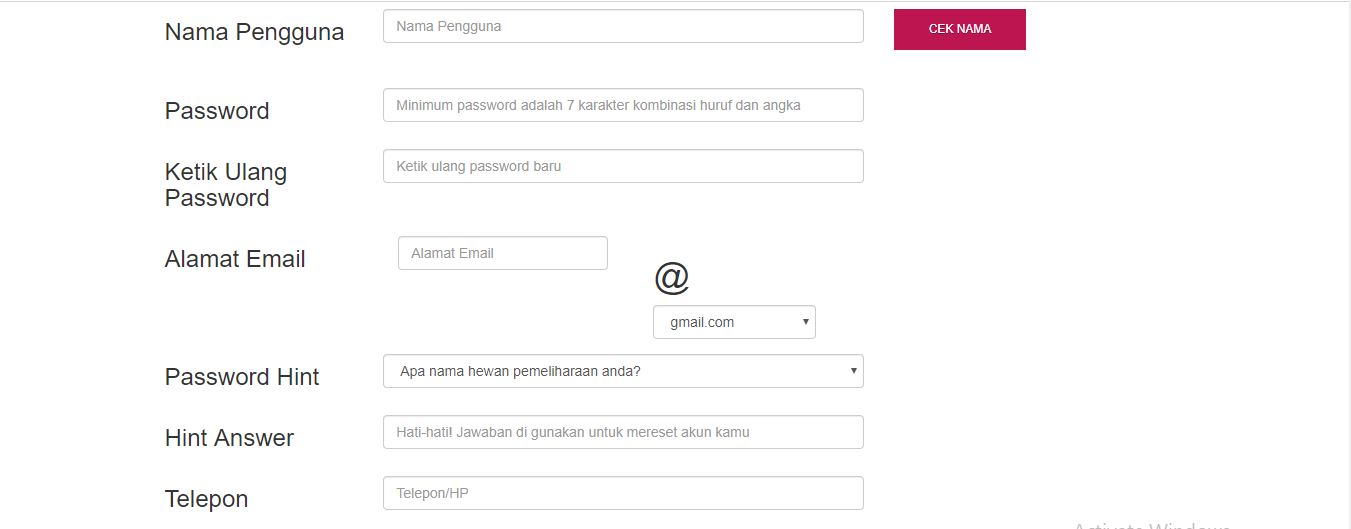 Nama Pengguna
Nama Pengguna
CEK NAMA
Password
Minimum password adalah 7 karakter kombinasi huruf dan angka
Ketik Ulang
Password
Ketik ulang password baru
Alamat Email
Alamat Email
@
gmail.com
Password Hint
Apa nama hewan pemeliharaan anda?
Hint Answer
Hati-hati! Jawaban di gunakan untuk mereset akun kamu
Telepon
Telepon/HP
Activate Windows